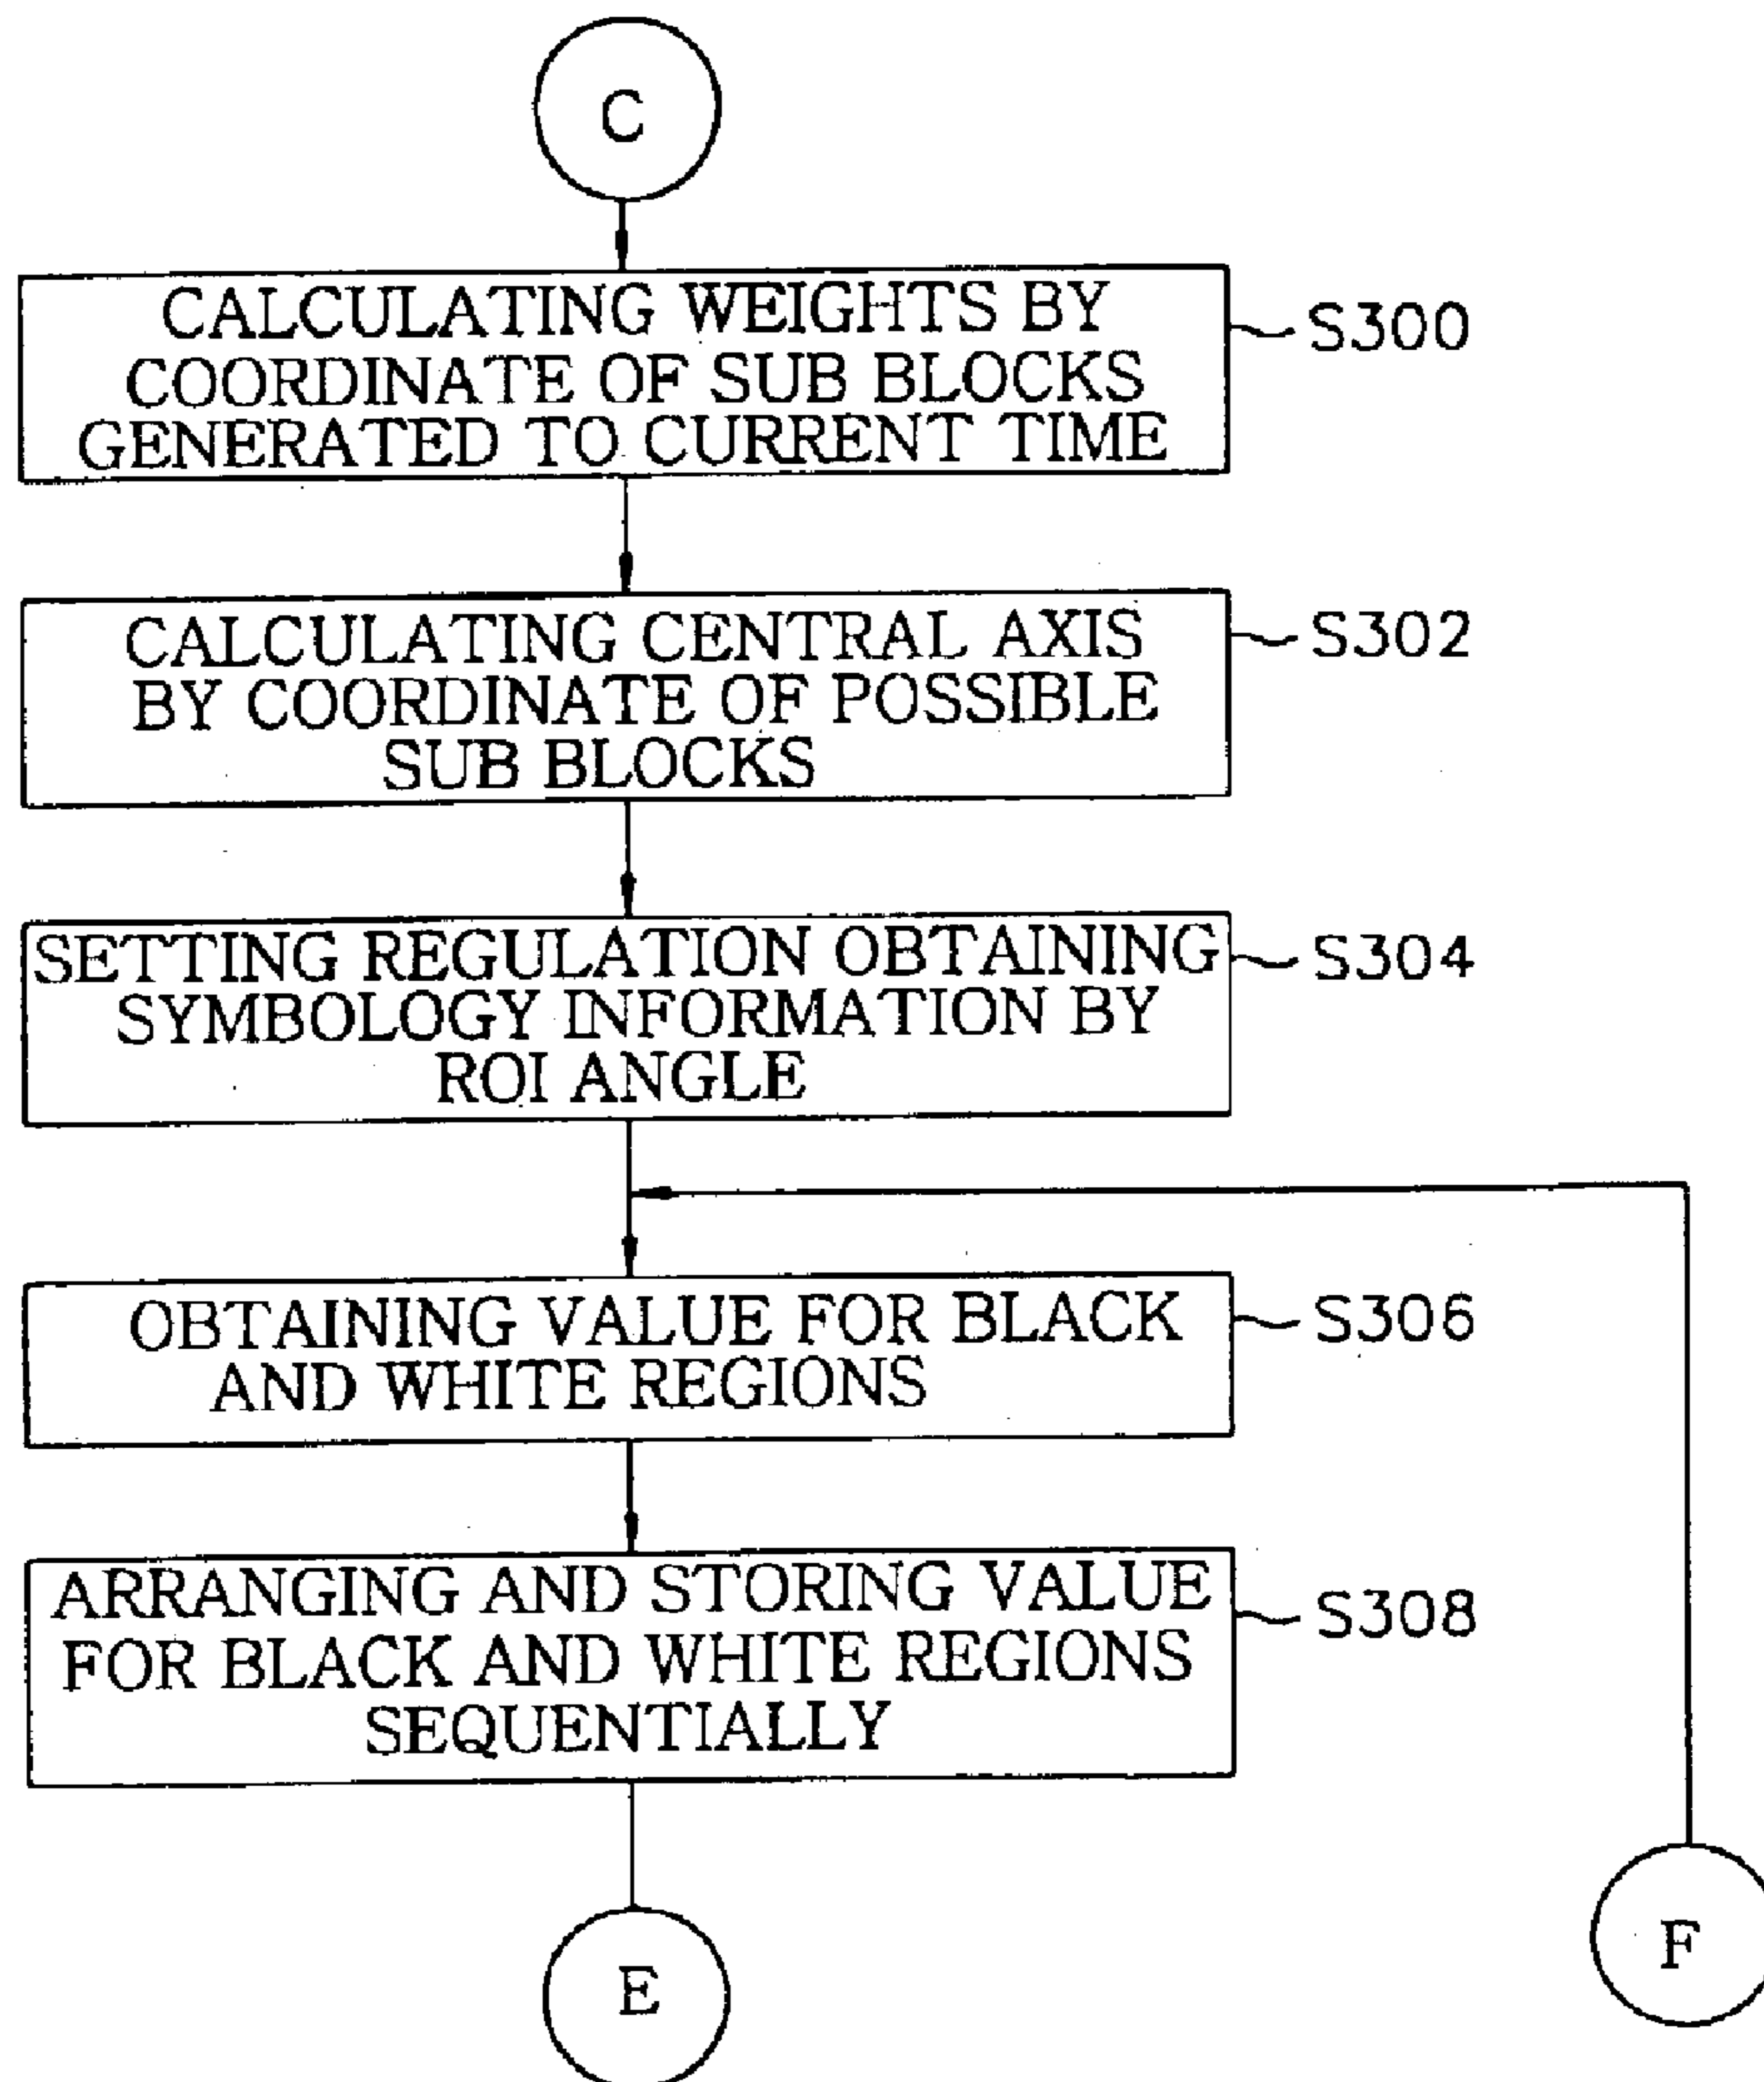 C
CALCULATING WEIGHTS BY
COORDINATE OF SUB BLOCKS
GENERATED TO CURRENT TIME
S300
CALCULATING CENTRAL AXIS
BY COORDINATE OF POSSIBLE
SUB BLOCKS
S302
SETTING REGULATION OBTAINING
SYMBOLOGY INFORMATION BY
ROI ANGLE
S304
OBTAINING VALUE FOR BLACK
AND WHITE REGIONS
S306
ARRANGING AND STORING VALUE
FOR BLACK AND WHITE REGIONS
SEQUENTIALLY
S308
E
F